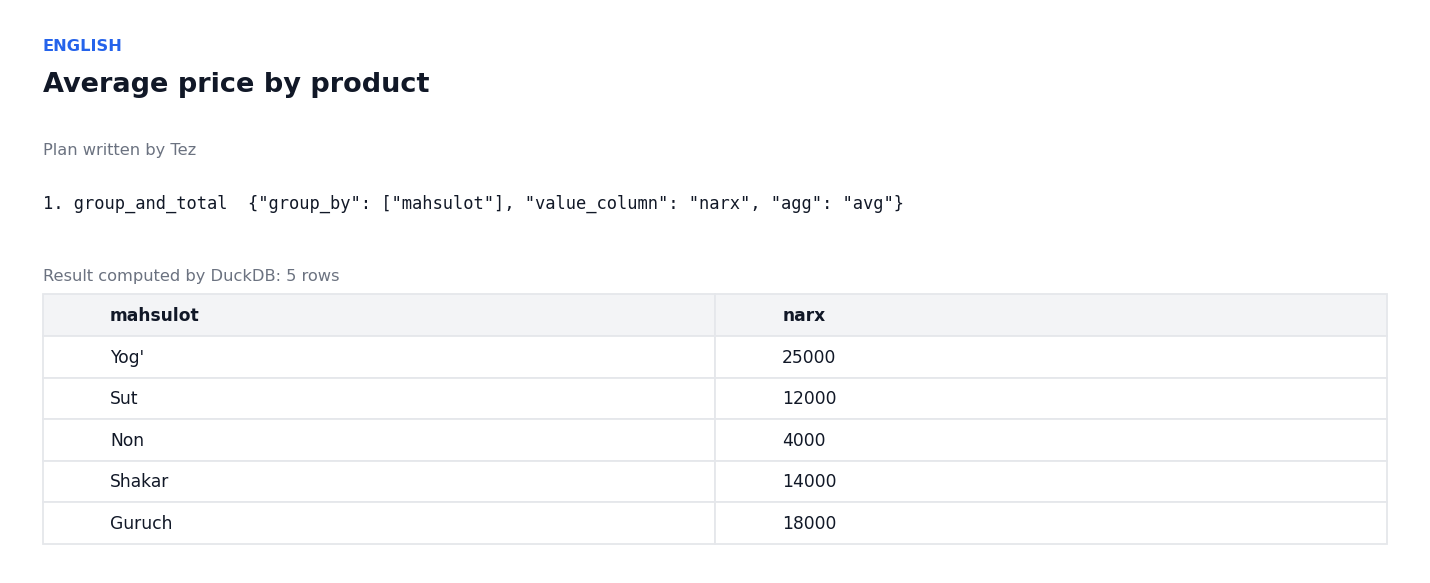 ENGLISH
Average price by product
Plan written by Tez
1. group_and_total  {"group_by": ["mahsulot"], "value_column": "narx", "agg": "avg"}
Result computed by DuckDB: 5 rows
mahsulot narx
Yog' 25000
Sut 12000
Non 4000
Shakar 14000
Guruch 18000